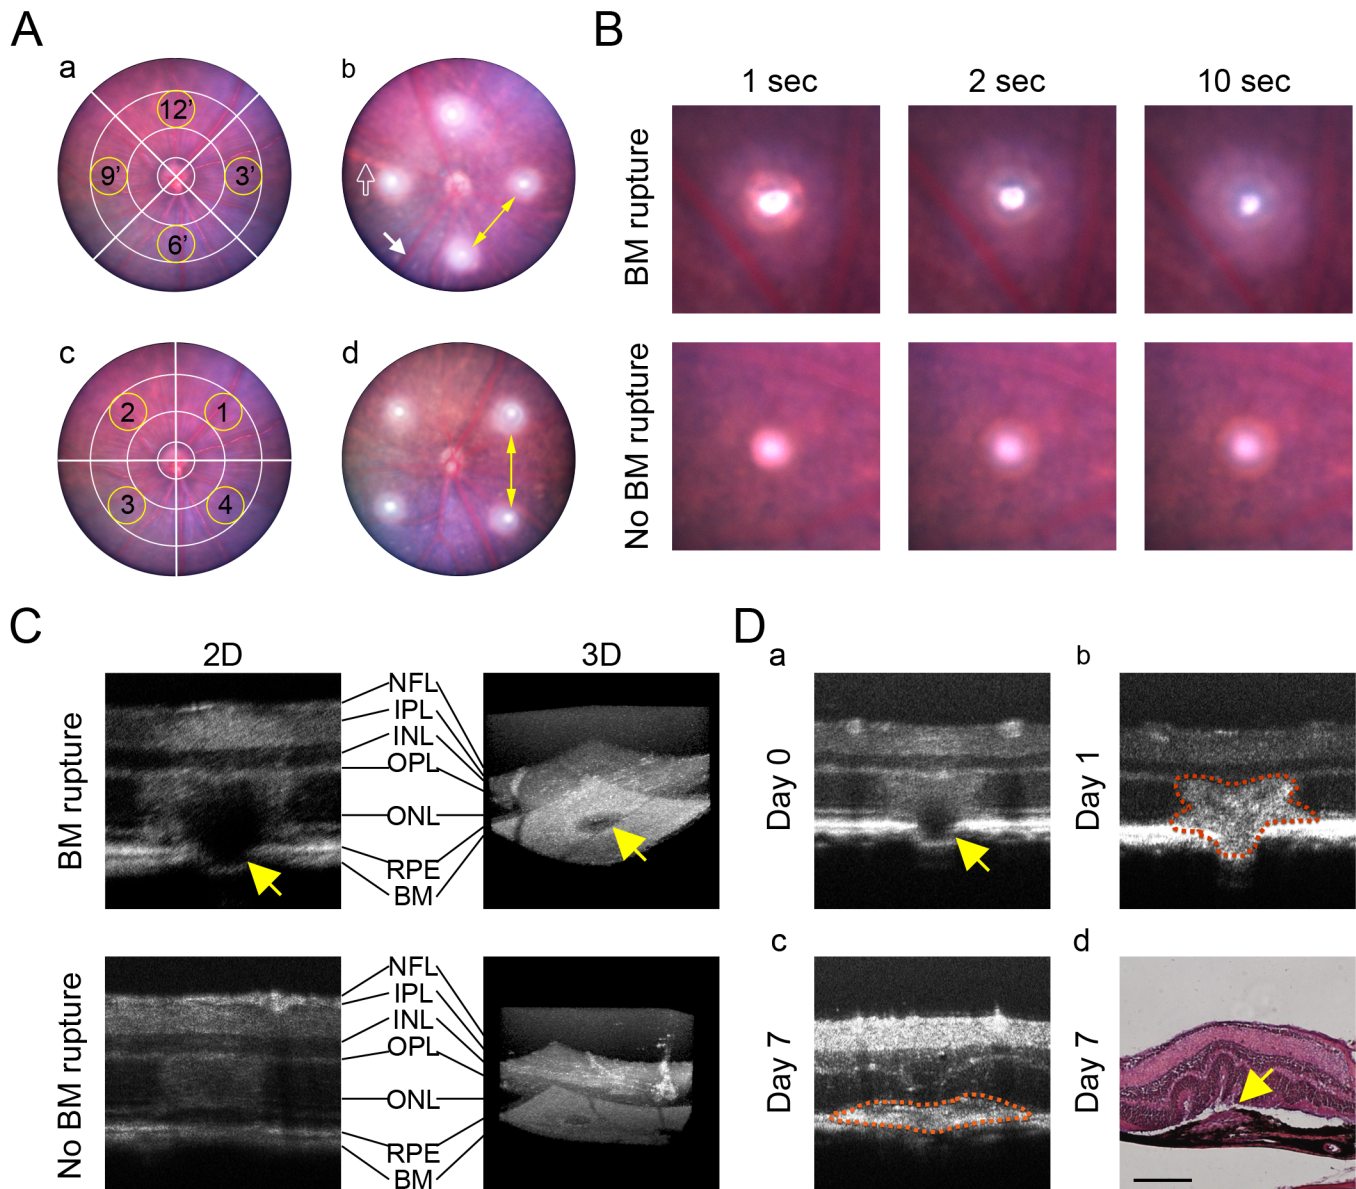 A
a
12’
9’
3’
6’
b
c
2
1
3
4
d
B
1 sec
2 sec
10 sec
BM rupture
No BM rupture
C
2D
3D
BM rupture
NFL
IPL
INL
OPL
ONL
RPE
BM
No BM rupture
NFL
IPL
INL
OPL
ONL
RPE
BM
D
a
Day 0
b
Day 1
c
Day 7
d
Day 7